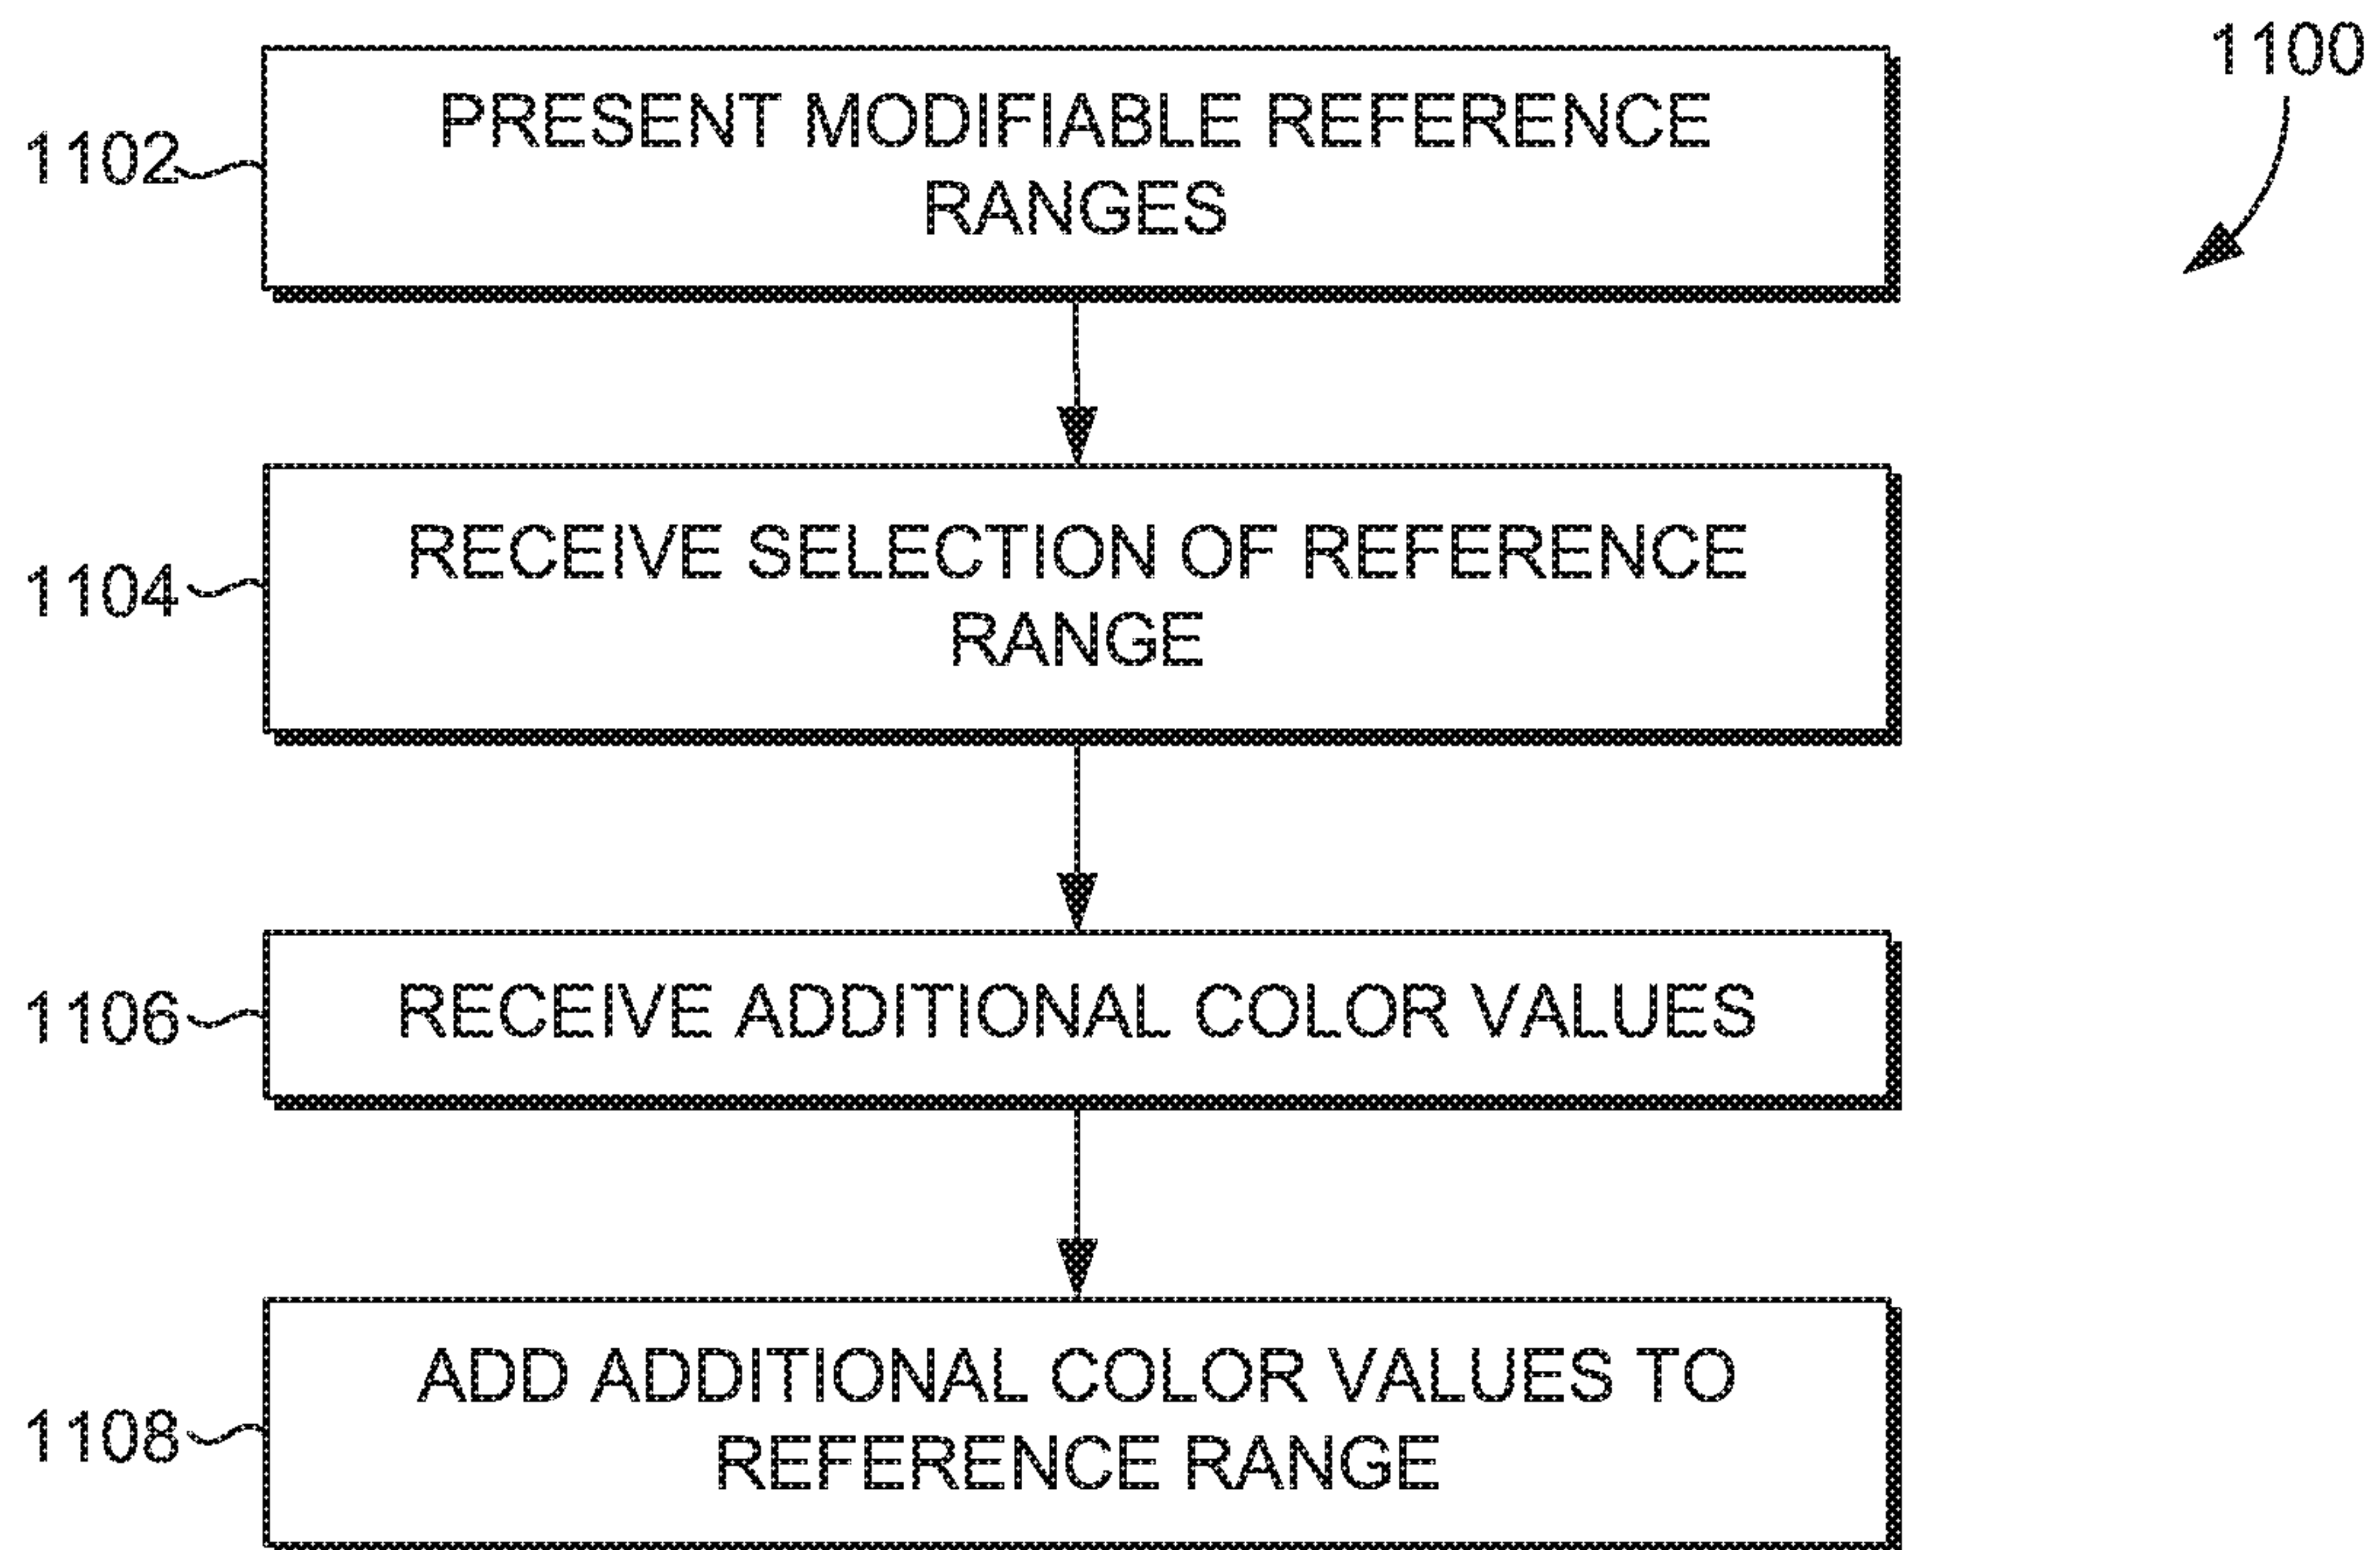 1100
1102
PRESENT MODIFIABLE REFERENCE
RANGES
1104
RECEIVE SELECTION OF REFERENCE
RANGE
1106
RECEIVE ADDITIONAL COLOR VALUES
1108
ADD ADDITIONAL COLOR VALUES TO
REFERENCE RANGE